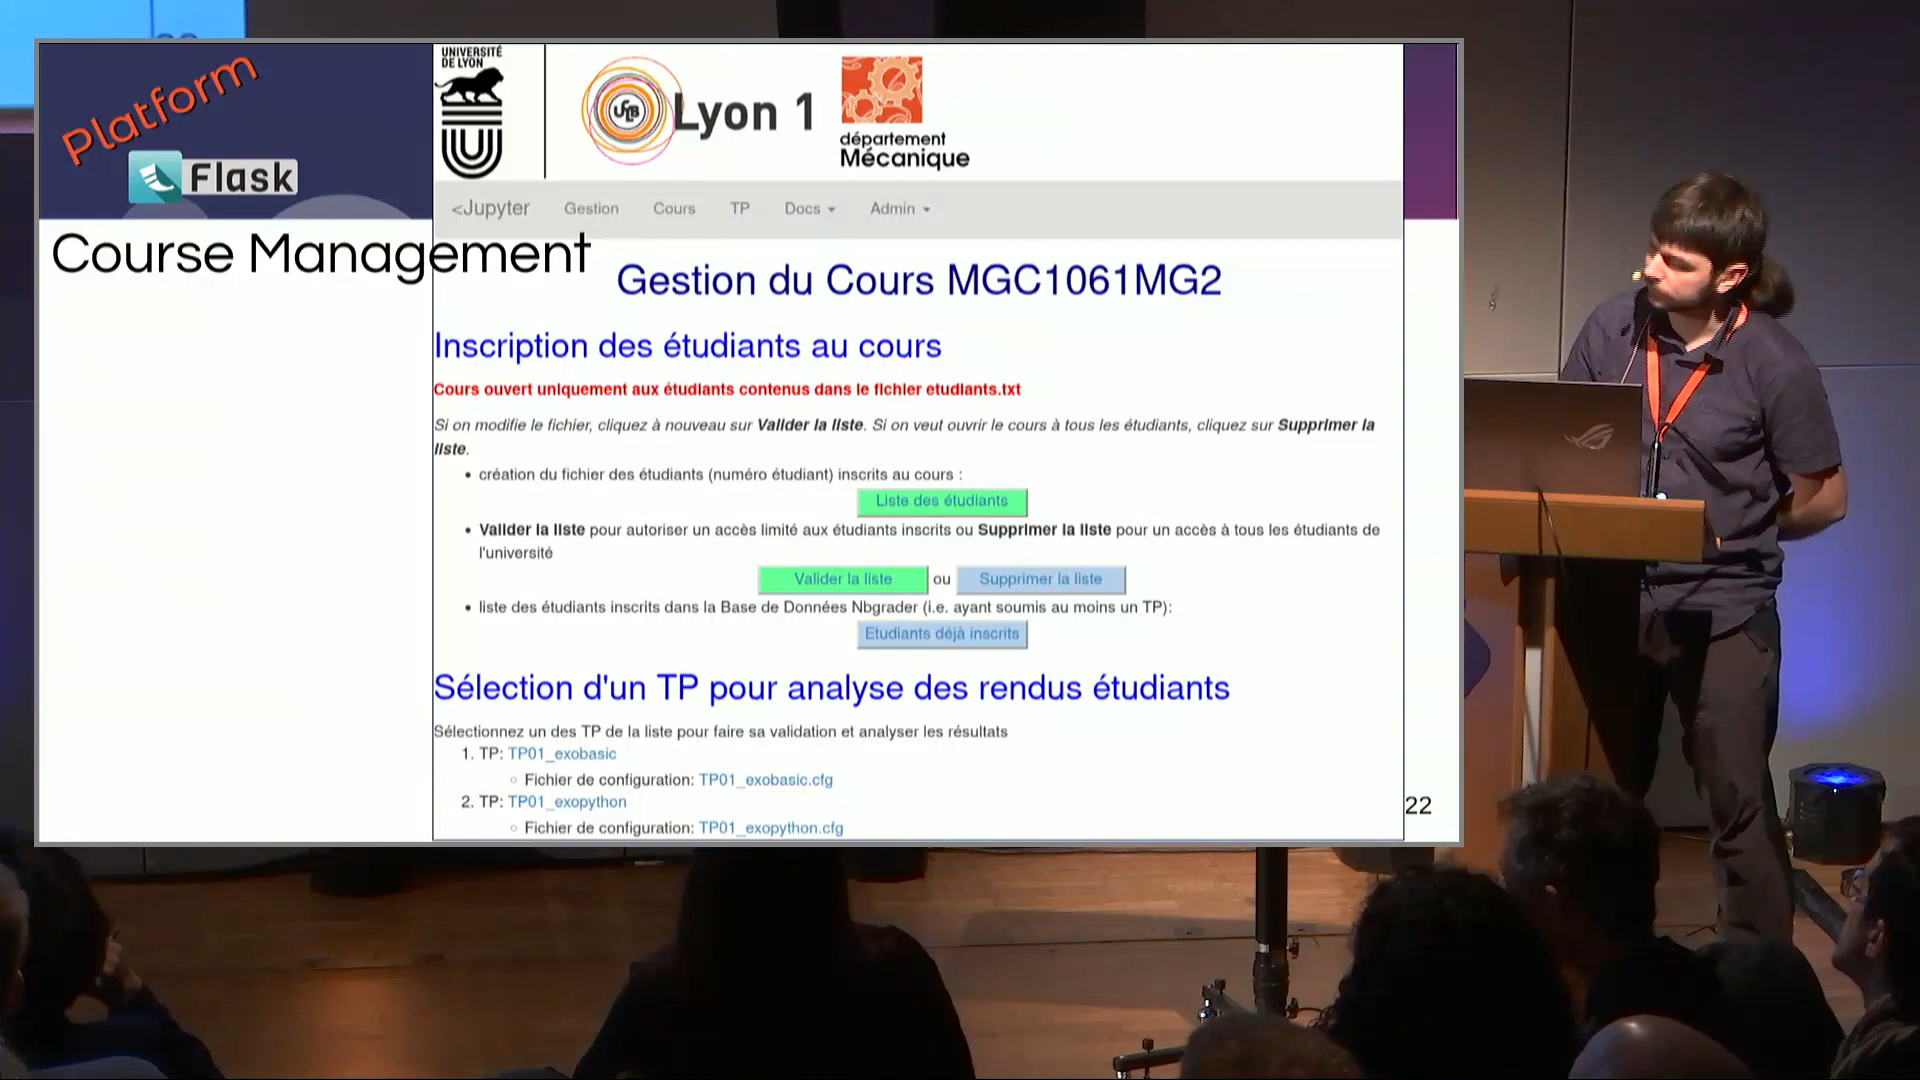 Platform
Flask
Course Management
UNIVERSITÉ
DE LYON
Lyon 1
département
Mécanique
<Jupyter Gestion Cours TP Docs Admin
Gestion du Cours MGC1061MG2
Inscription des étudiants au cours
Cours ouvert uniquement aux étudiants contenus dans le fichier etudiants.txt
Si on modifie le fichier, cliquez à nouveau sur Valider la liste. Si on veut ouvrir le cours à tous les étudiants, cliquez sur Supprimer la
liste.
• création du fichier des étudiants (numéro étudiant) inscrits au cours :
Liste des étudiants
• Valider la liste pour autoriser un accès limité aux étudiants inscrits ou Supprimer la liste pour un accès à tous les étudiants de
l'université
Valider la liste ou Supprimer la liste
• liste des étudiants inscrits dans la Base de Données Nbgrader (i.e. ayant soumis au moins un TP):
Etudiants déjà inscrits
Sélection d'un TP pour analyse des rendus étudiants
Sélectionnez un des TP de la liste pour faire sa validation et analyser les résultats
1. TP: TP01_exobasic
○ Fichier de configuration: TP01_exobasic.cfg
2. TP: TP01_exopython
○ Fichier de configuration: TP01_exopython.cfg
22